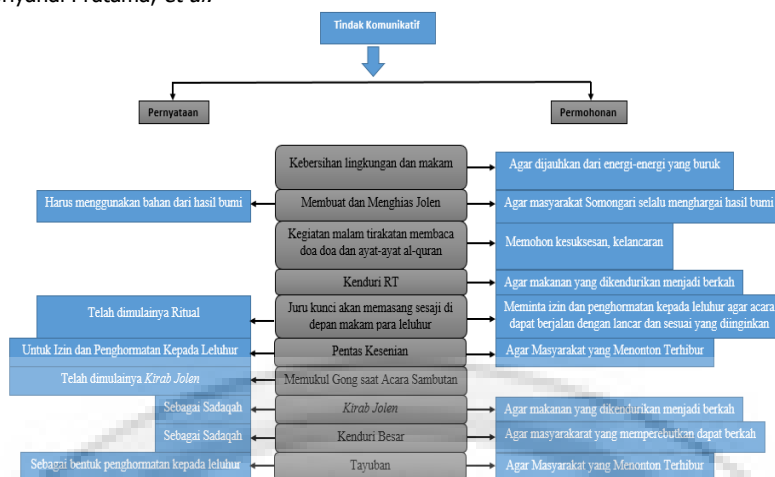 enyandi Pratama, et al.
Tindak Komunikatif
Pernyataan
Permohonan
Kebersihan lingkungan dan makam
Agar dijauhkan dari energi-energi yang buruk
Harus menggunakan bahan dari hasil bumi
Membuat dan Menghias Jolen
Agar masyarakat Somongari selalu menghargai hasil bumi
Kegiatan malam tirakatan membaca
doa doa dan ayat-ayat al-quran
Memohon kesuksesan, kelancaran
Kenduri RT
Agar makanan yang dikendurikan menjadi berkah
Telah dimulainya Ritual
Juru kunci akan memasang sesaji di
depan makam para leluhur
Meminta izin dan penghormatan kepada leluhur agar acara
dapat berjalan dengan lancar dan sesuai yang diinginkan
Untuk Izin dan Penghormatan Kepada Leluhur
Pentas Kesenian
Agar Masyarakat yang Menonton Terhibur
Telah dimulainya Kirab Jolen
Memukul Gong saat Acara Sambutan
Sebagai Sadaqah
Kirab Jolen
Agar makanan yang dikendurikan menjadi berkah
Sebagai Sadaqah
Kenduri Besar
Agar masyarakarat yang memperebutkan dapat berkah
Sebagai bentuk penghormatan kepada leluhur
Tayuban
Agar Masyarakat yang Menonton Terhibur